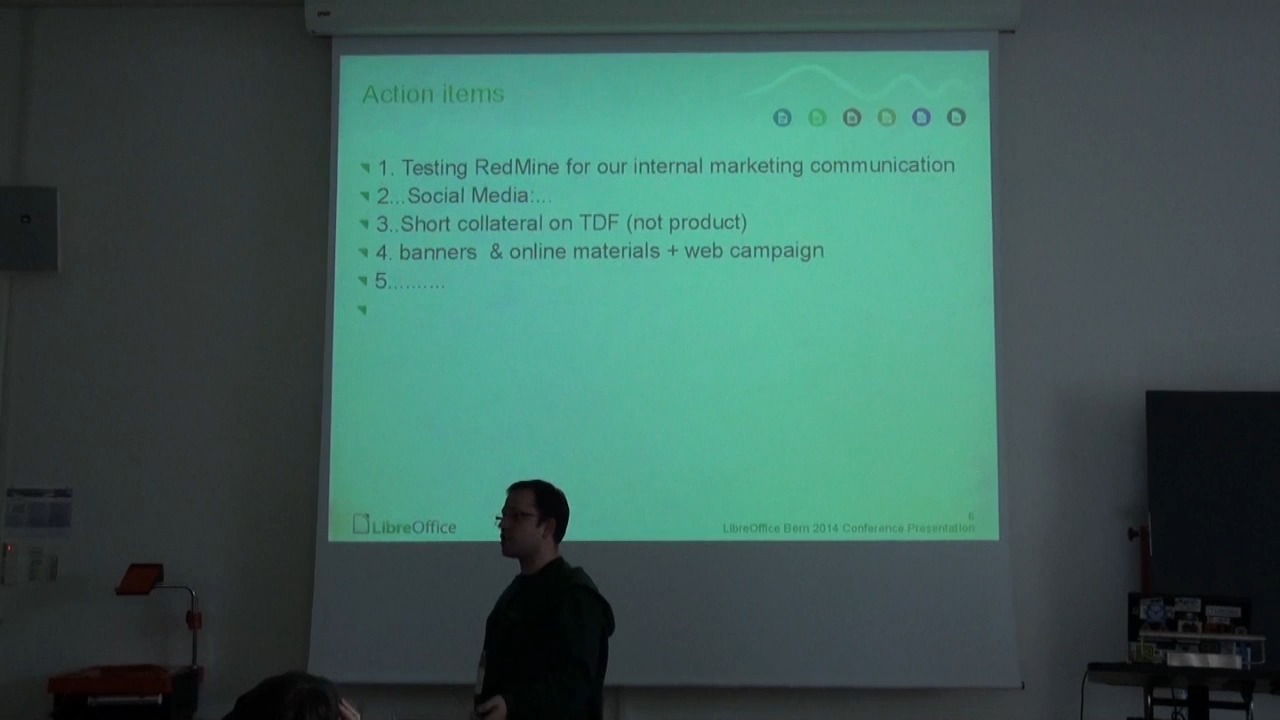 Action items
1. Testing RedMine for our internal marketing communication
2...Social Media:...
3..Short collateral on TDF (not product)
4. banners & online materials + web campaign
5..........
6
LibreOffice
LibreOffice Bern 2014 Conference Presentation